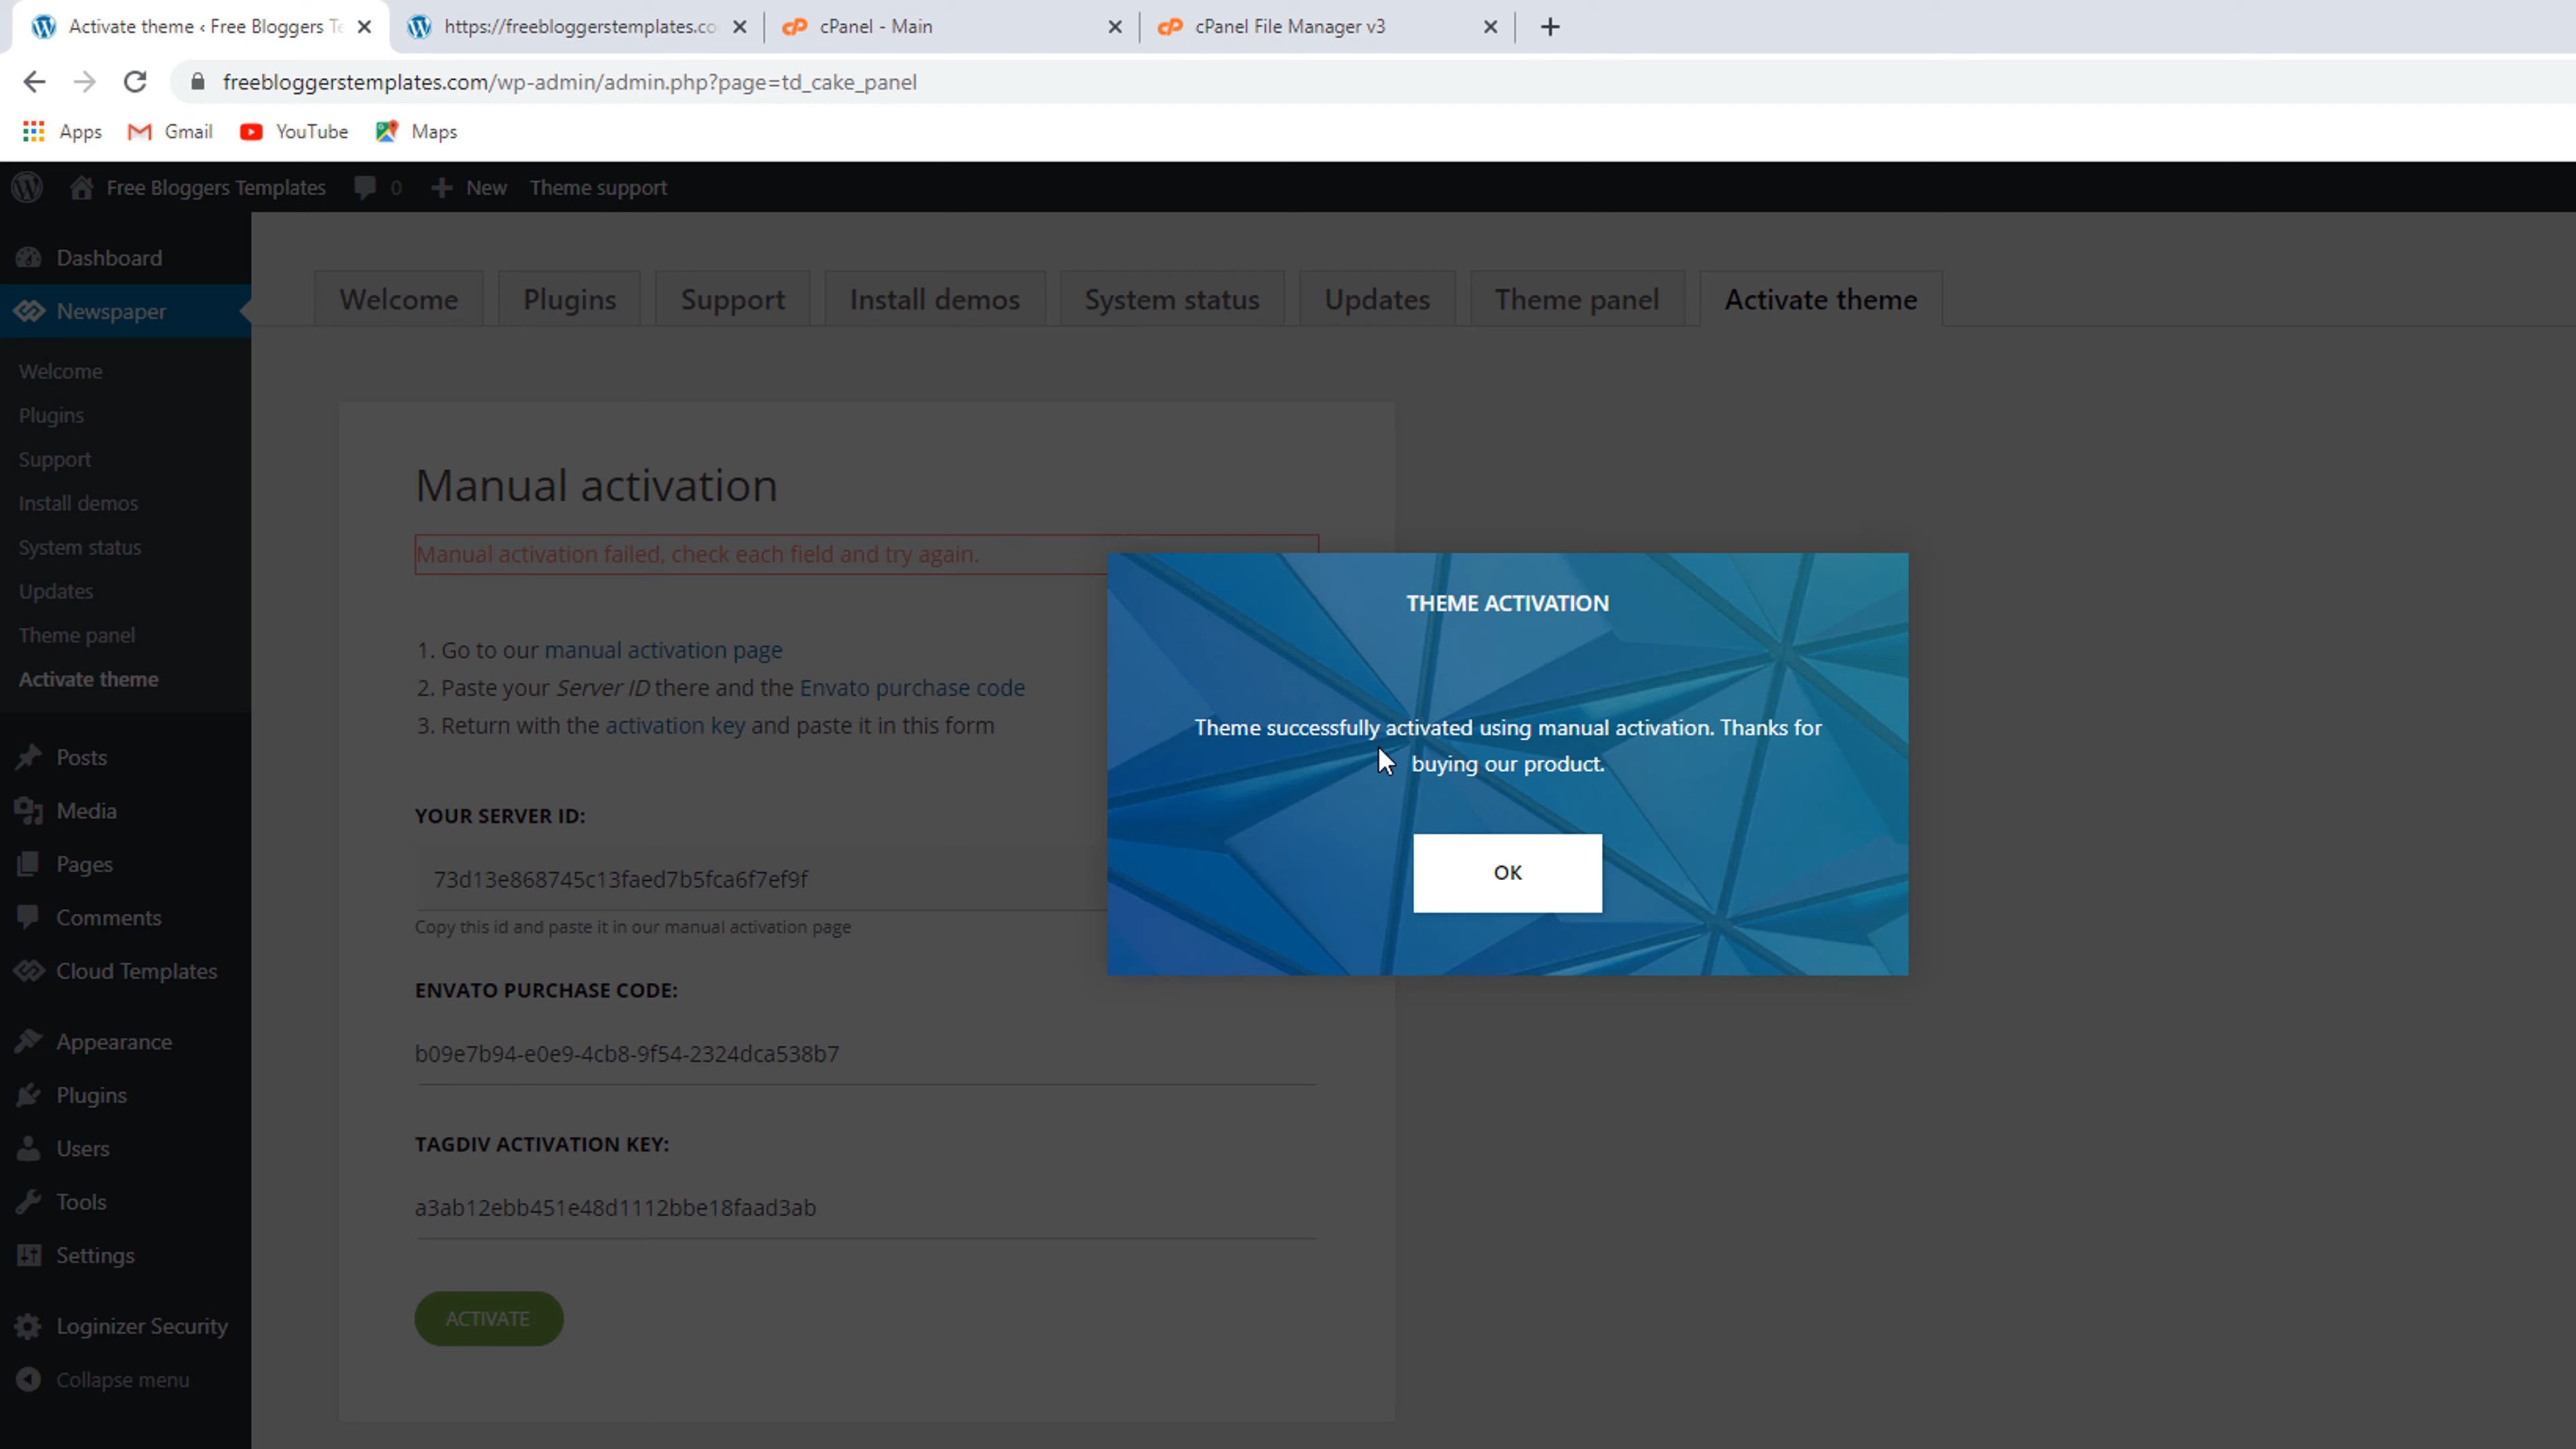 Activate theme ‹ Free Bloggers Te
https://freebloggerstemplates.co
cPanel - Main
cPanel File Manager v3
freebloggerstemplates.com/wp-admin/admin.php?page=td_cake_panel
Apps
Gmail
YouTube
Maps
Free Bloggers Templates
0
New
Theme support
Dashboard
Newspaper
Welcome
Plugins
Support
Install demos
System status
Updates
Theme panel
Activate theme
Posts
Media
Pages
Comments
Cloud Templates
Appearance
Plugins
Users
Tools
Settings
Loginizer Security
Collapse menu
Welcome
Plugins
Support
Install demos
System status
Updates
Theme panel
Activate theme
Manual activation
Manual activation failed, check each field and try again.
1. Go to our manual activation page
2. Paste your Server ID there and the Envato purchase code
3. Return with the activation key and paste it in this form
YOUR SERVER ID:
73d13e868745c13faed7b5fca6f7ef9f
Copy this id and paste it in our manual activation page
ENVATO PURCHASE CODE:
b09e7b94-e0e9-4cb8-9f54-2324dca538b7
TAGDIV ACTIVATION KEY:
a3ab12ebb451e48d1112bbe18faad3ab
ACTIVATE
THEME ACTIVATION
Theme successfully activated using manual activation. Thanks for
buying our product.
OK